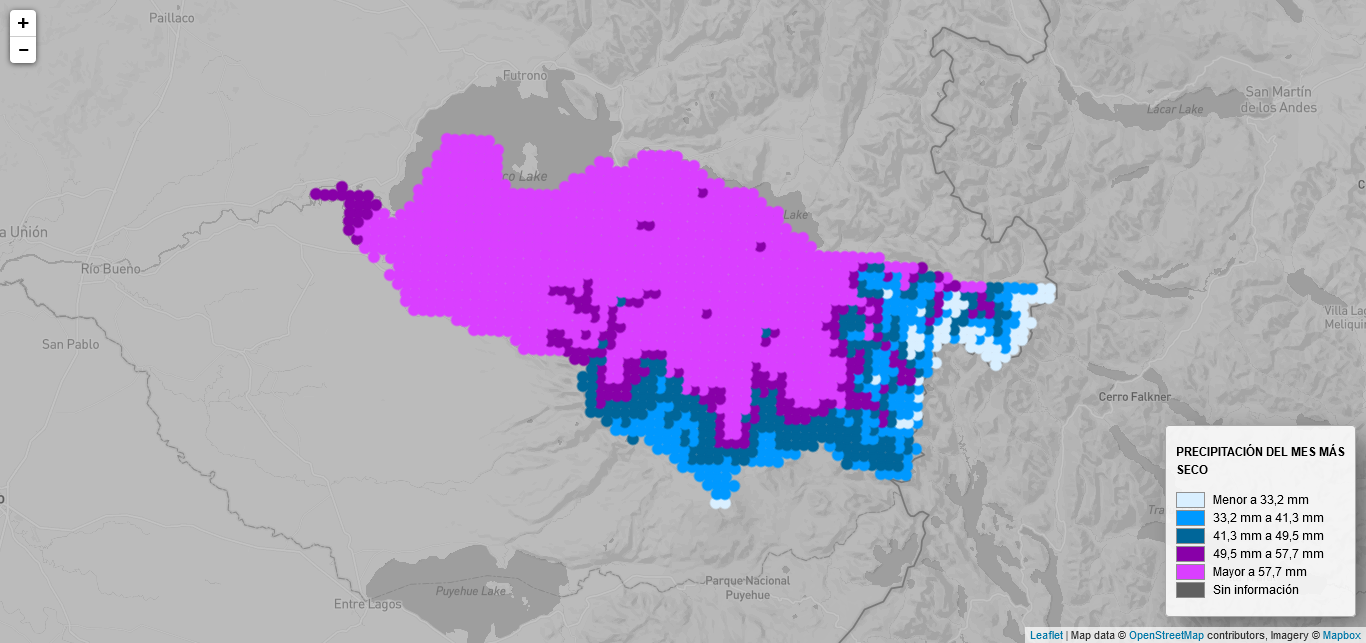 +
−
Paillaco
Futrono
San Martín
de los Andes
Lácar Lake
co Lake
Lake
a Unión
Río Bueno
San Pablo
Villa La
Meliqui
Cerro Falkner
Parque Nacional
Puyehue
Puyehue Lake
Entre Lagos
PRECIPITACIÓN DEL MES MÁS
SECO
Menor a 33,2 mm
33,2 mm a 41,3 mm
41,3 mm a 49,5 mm
49,5 mm a 57,7 mm
Mayor a 57,7 mm
Sin información
Leaflet | Map data © OpenStreetMap contributors, Imagery © Mapbox